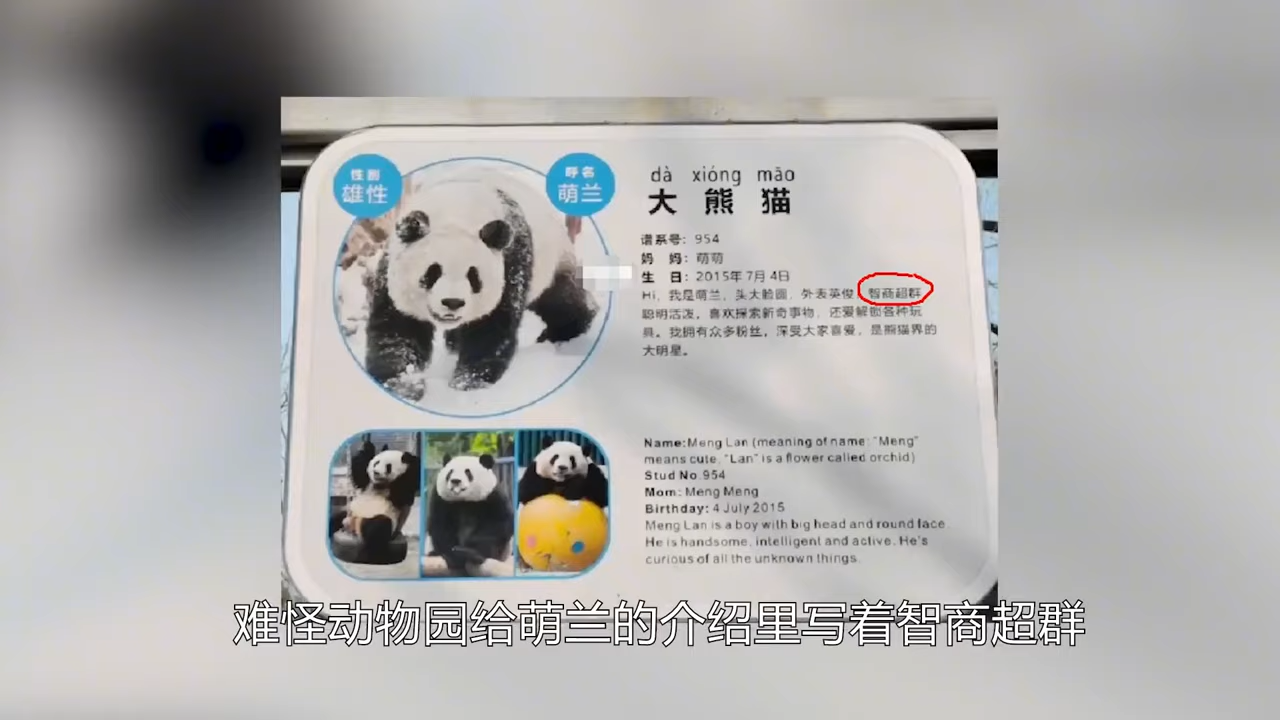 性别
雄性
呼名
萌兰
dà xióng māo
大熊猫
谱系号：954
妈 妈：萌萌
生 日：2015年7月4日
Hi，我是萌兰，头大脸圆，外表英俊，智商超群
聪明活泼，喜欢探索新奇事物，还爱解锁各种玩
具。我拥有众多粉丝，深受大家喜爱，是熊猫界的
大明星。
Name:Meng Lan (meaning of name: "Meng"
means cute, "Lan" is a flower called orchid)
Stud No.954
Mom: Meng Meng
Birthday: 4 July 2015
Meng Lan is a boy with big head and round face.
He is handsome, intelligent and active. He's
curious of all the unknown things.
难怪动物园给萌兰的介绍里写着智商超群